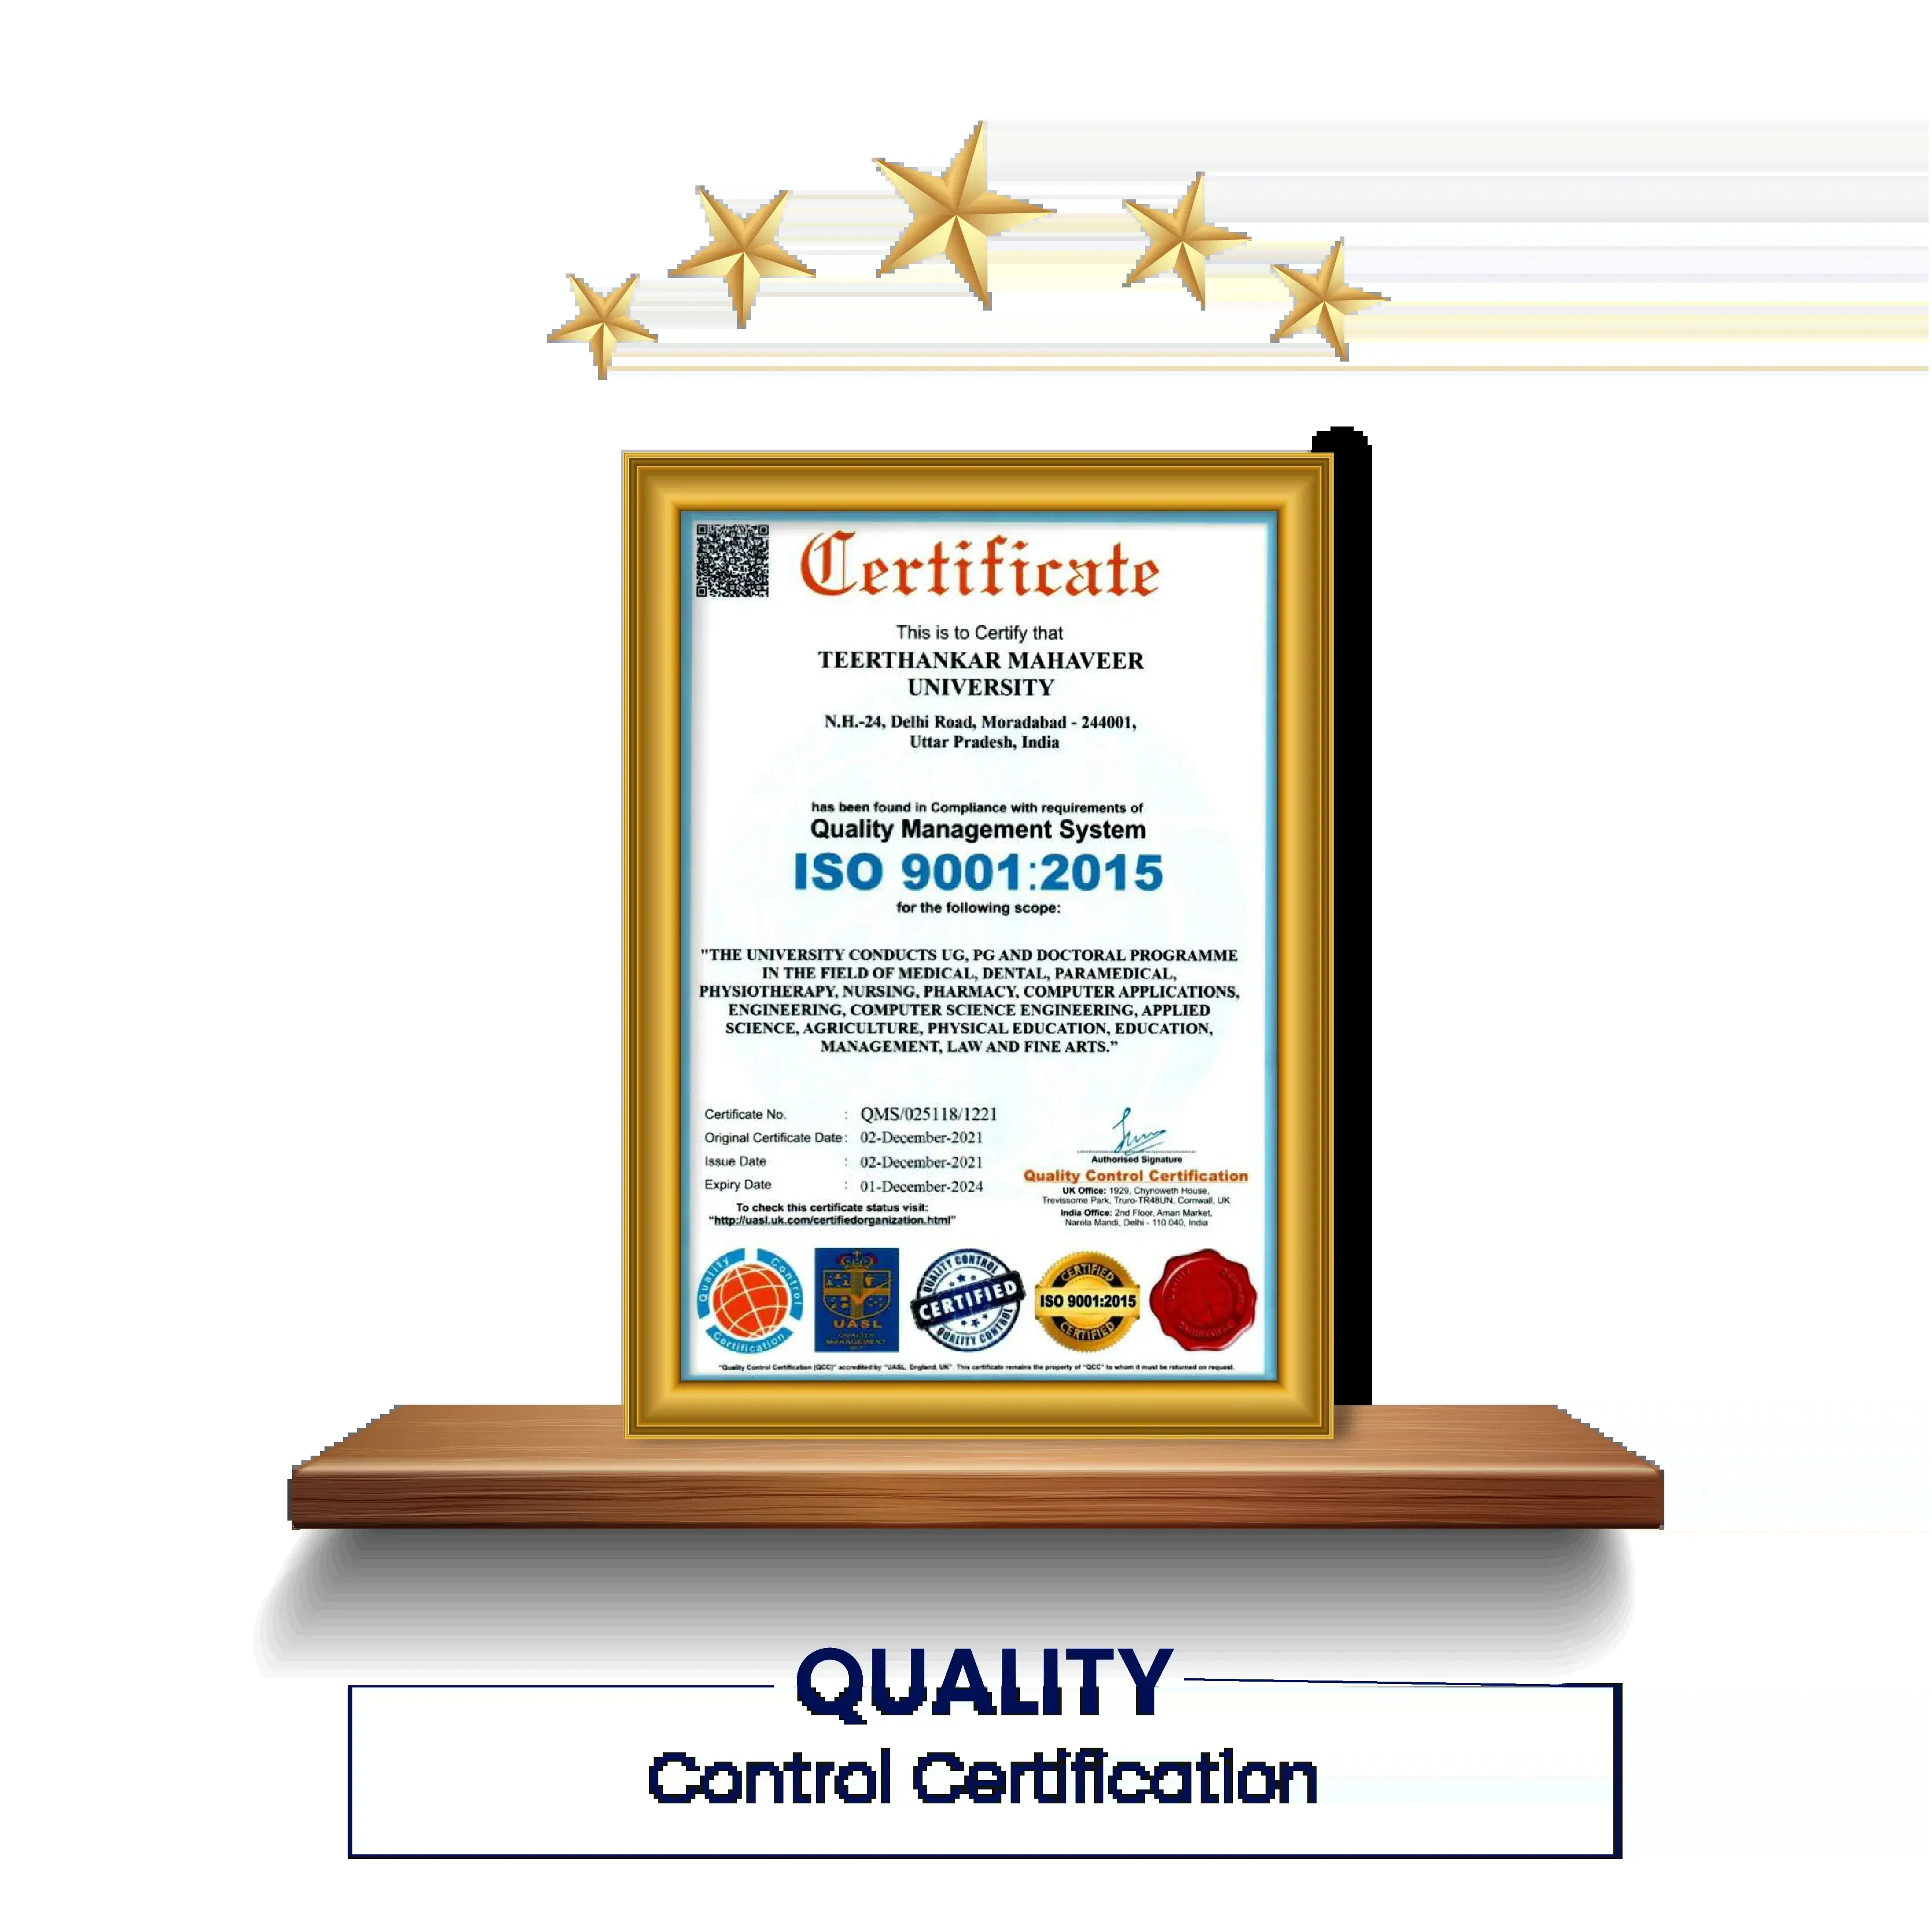 Certificate
This is to Certify that
TEERTHANKAR MAHAVEER
UNIVERSITY
N.H.-24, Delhi Road, Moradabad - 244001,
Uttar Pradesh, India
has been found in Compliance with requirements of
Quality Management System
ISO 9001:2015
for the following scope:
"THE UNIVERSITY CONDUCTS UG, PG AND DOCTORAL PROGRAMME
IN THE FIELD OF MEDICAL, DENTAL, PARAMEDICAL,
PHYSIOTHERAPY, NURSING, PHARMACY, COMPUTER APPLICATIONS,
ENGINEERING, COMPUTER SCIENCE ENGINEERING, APPLIED
SCIENCE, AGRICULTURE, PHYSICAL EDUCATION, EDUCATION,
MANAGEMENT, LAW AND FINE ARTS.”
Certificate No. : QMS/025118/1221
Original Certificate Date : 02-December-2021
Issue Date : 02-December-2021
Expiry Date : 01-December-2024
To check this certificate status visit:
"http://uasl.uk.com/certifiedorganization.html"
Authorised Signature
Quality Control Certification
UK Office: 1929, Chynoweth House,
Trevissome Park, Truro-TR48UN, Cornwall, UK
India Office: 2nd Floor, Aman Market,
Narela Mandi, Delhi - 110 040, India
Quality Control Certification
UASL
QUALITY
MANAGEMENT
QUALITY CONTROL
CERTIFIED
QUALITY CONTROL
CERTIFIED
ISO 9001:2015
CERTIFIED
"Quality Control Certification (QCC)" accredited by "UASL, England, UK". This certificate remains the property of "QCC" to whom it must be returned on request.
QUALITY
Control Certification